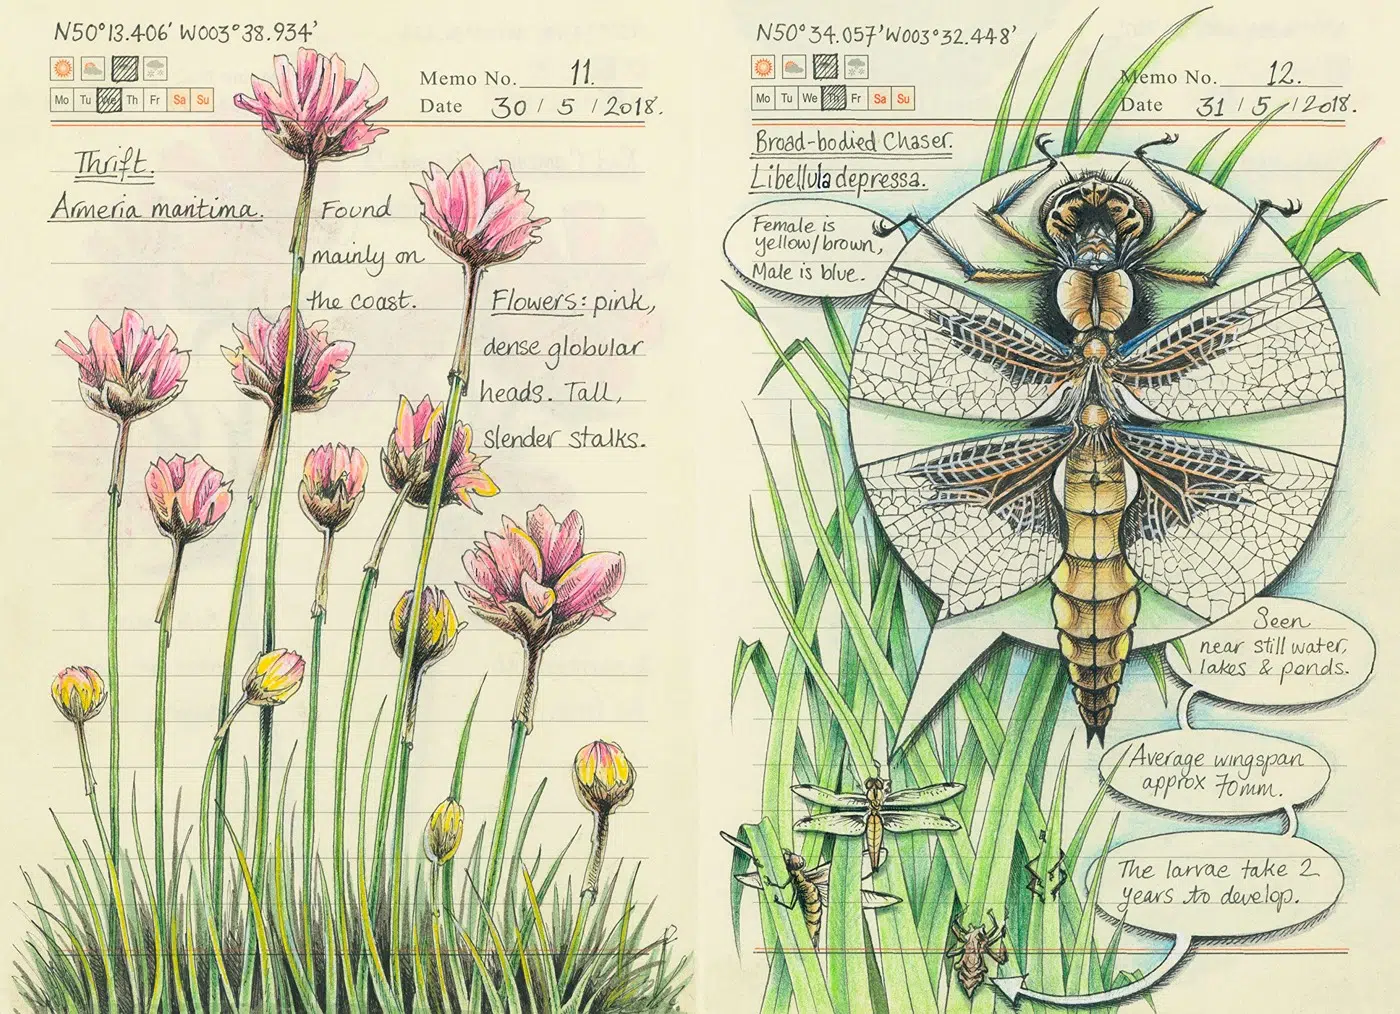 N50°13.406' W003°38.934'
Memo No. 11.
Mo Tu We Th Fr Sa Su
Date 30 / 5 / 2018.
Thrift.
Armeria maritima.
Found
mainly on
the coast.
Flowers: pink,
dense globular
heads. Tall,
slender stalks.
N50°34.057' W003°32.448'
Memo No. 12.
Mo Tu We Th Fr Sa Su
Date 31 / 5 / 2018.
Broad-bodied Chaser.
Libellula depressa.
Female is
yellow/brown,
Male is blue.
Seen
near still water,
lakes & ponds.
Average wingspan
approx 70mm.
The larvae take 2
years to develop.